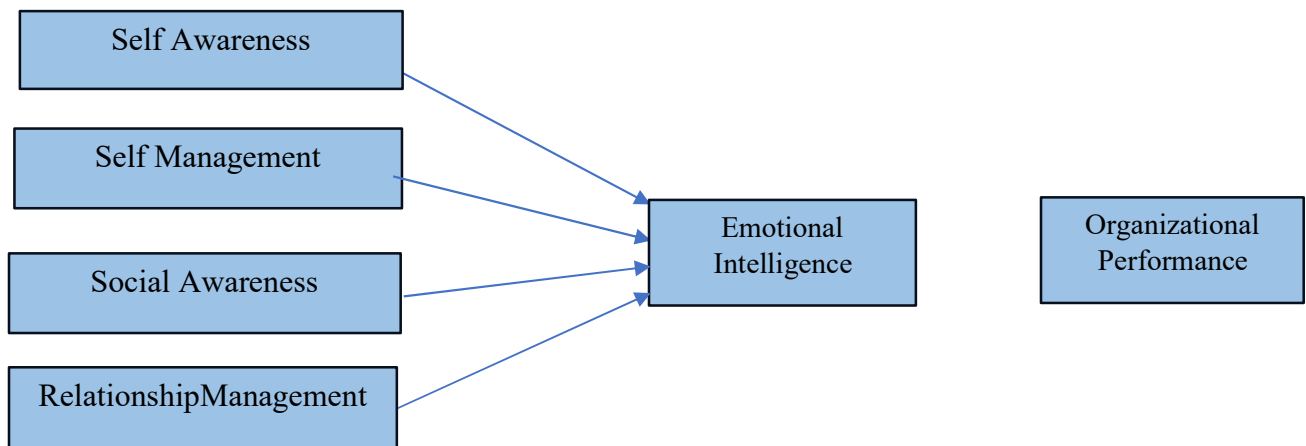 Self Awareness
Self Management
Social Awareness
RelationshipManagement
Emotional
Intelligence
Organizational
Performance